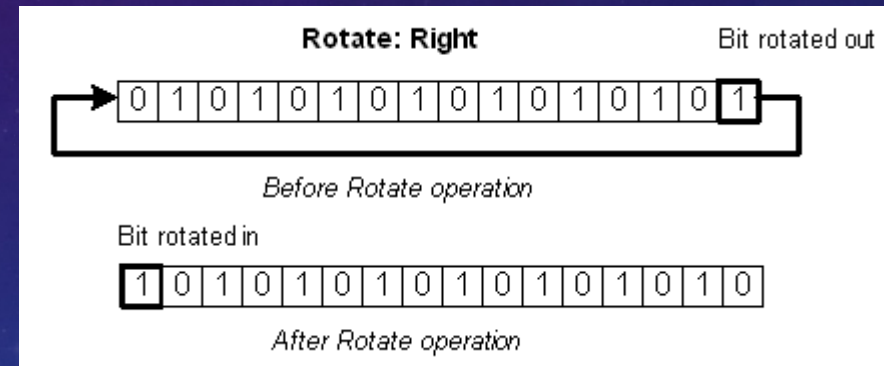 Rotate: Right Bit rotated out
0 1 0 1 0 1 0 1 0 1 0 1 0 1 0 1
Before Rotate operation
Bit rotated in
1 0 1 0 1 0 1 0 1 0 1 0 1 0 1 0
After Rotate operation